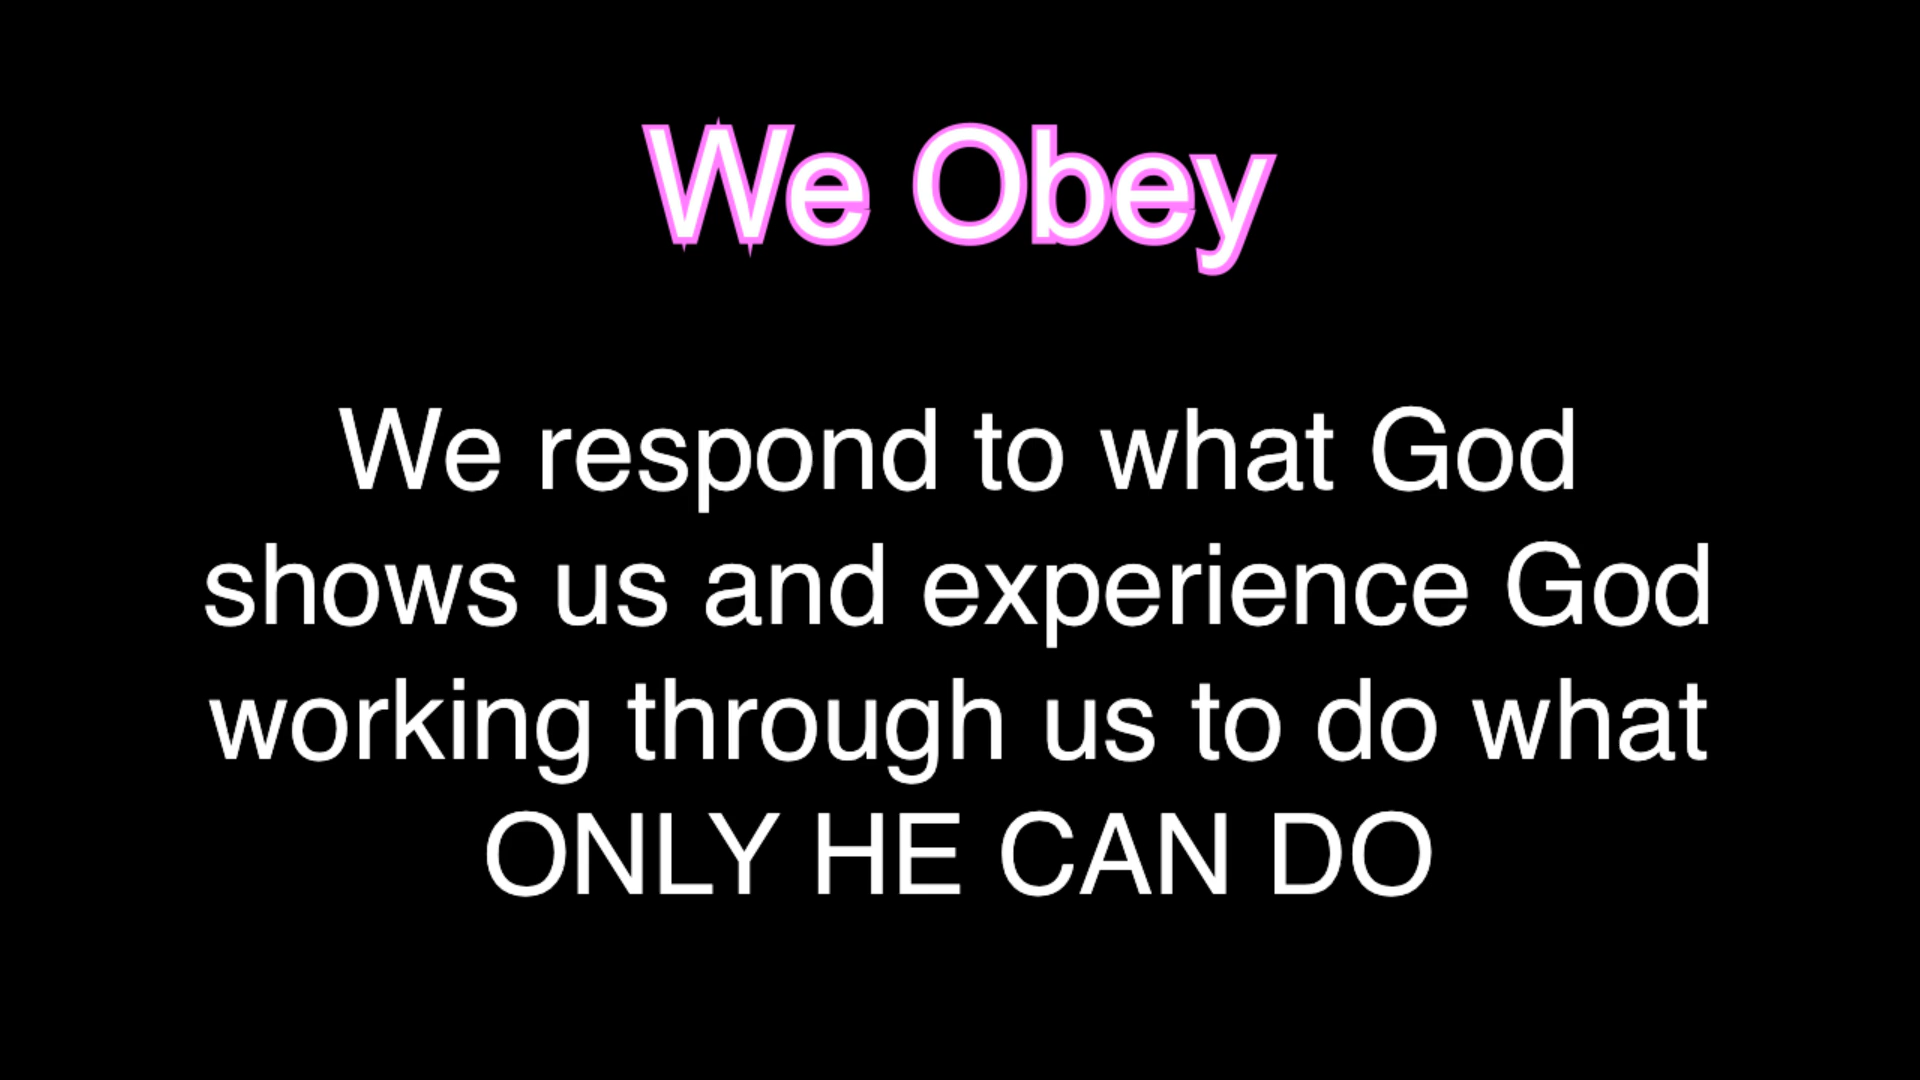 We Obey
We respond to what God
shows us and experience God
working through us to do what
ONLY HE CAN DO